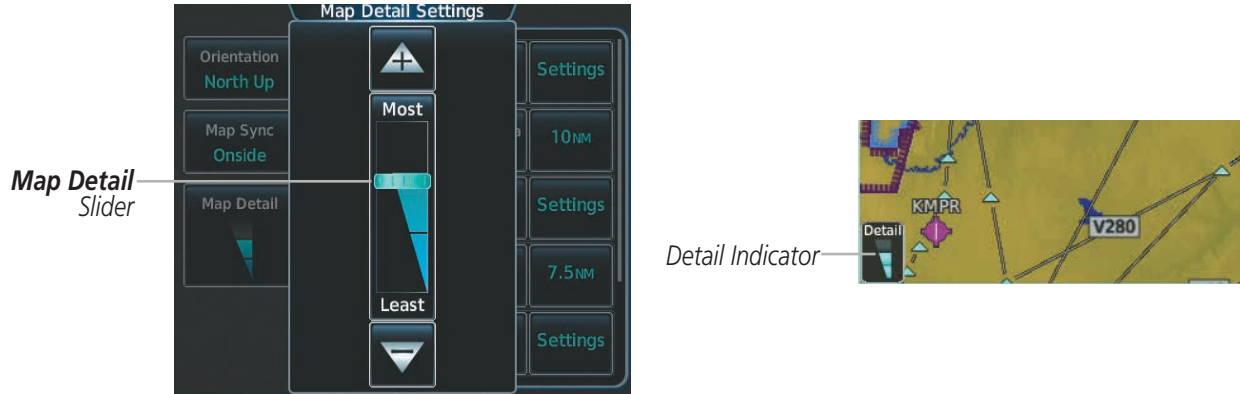 Map Detail Settings
Orientation
North Up
Map Sync
Onside
Map Detail
Most
Least
Settings
a
10NM
Settings
7.5NM
Settings
Map Detail
Slider
Detail Indicator
KMPR
Detail
V280